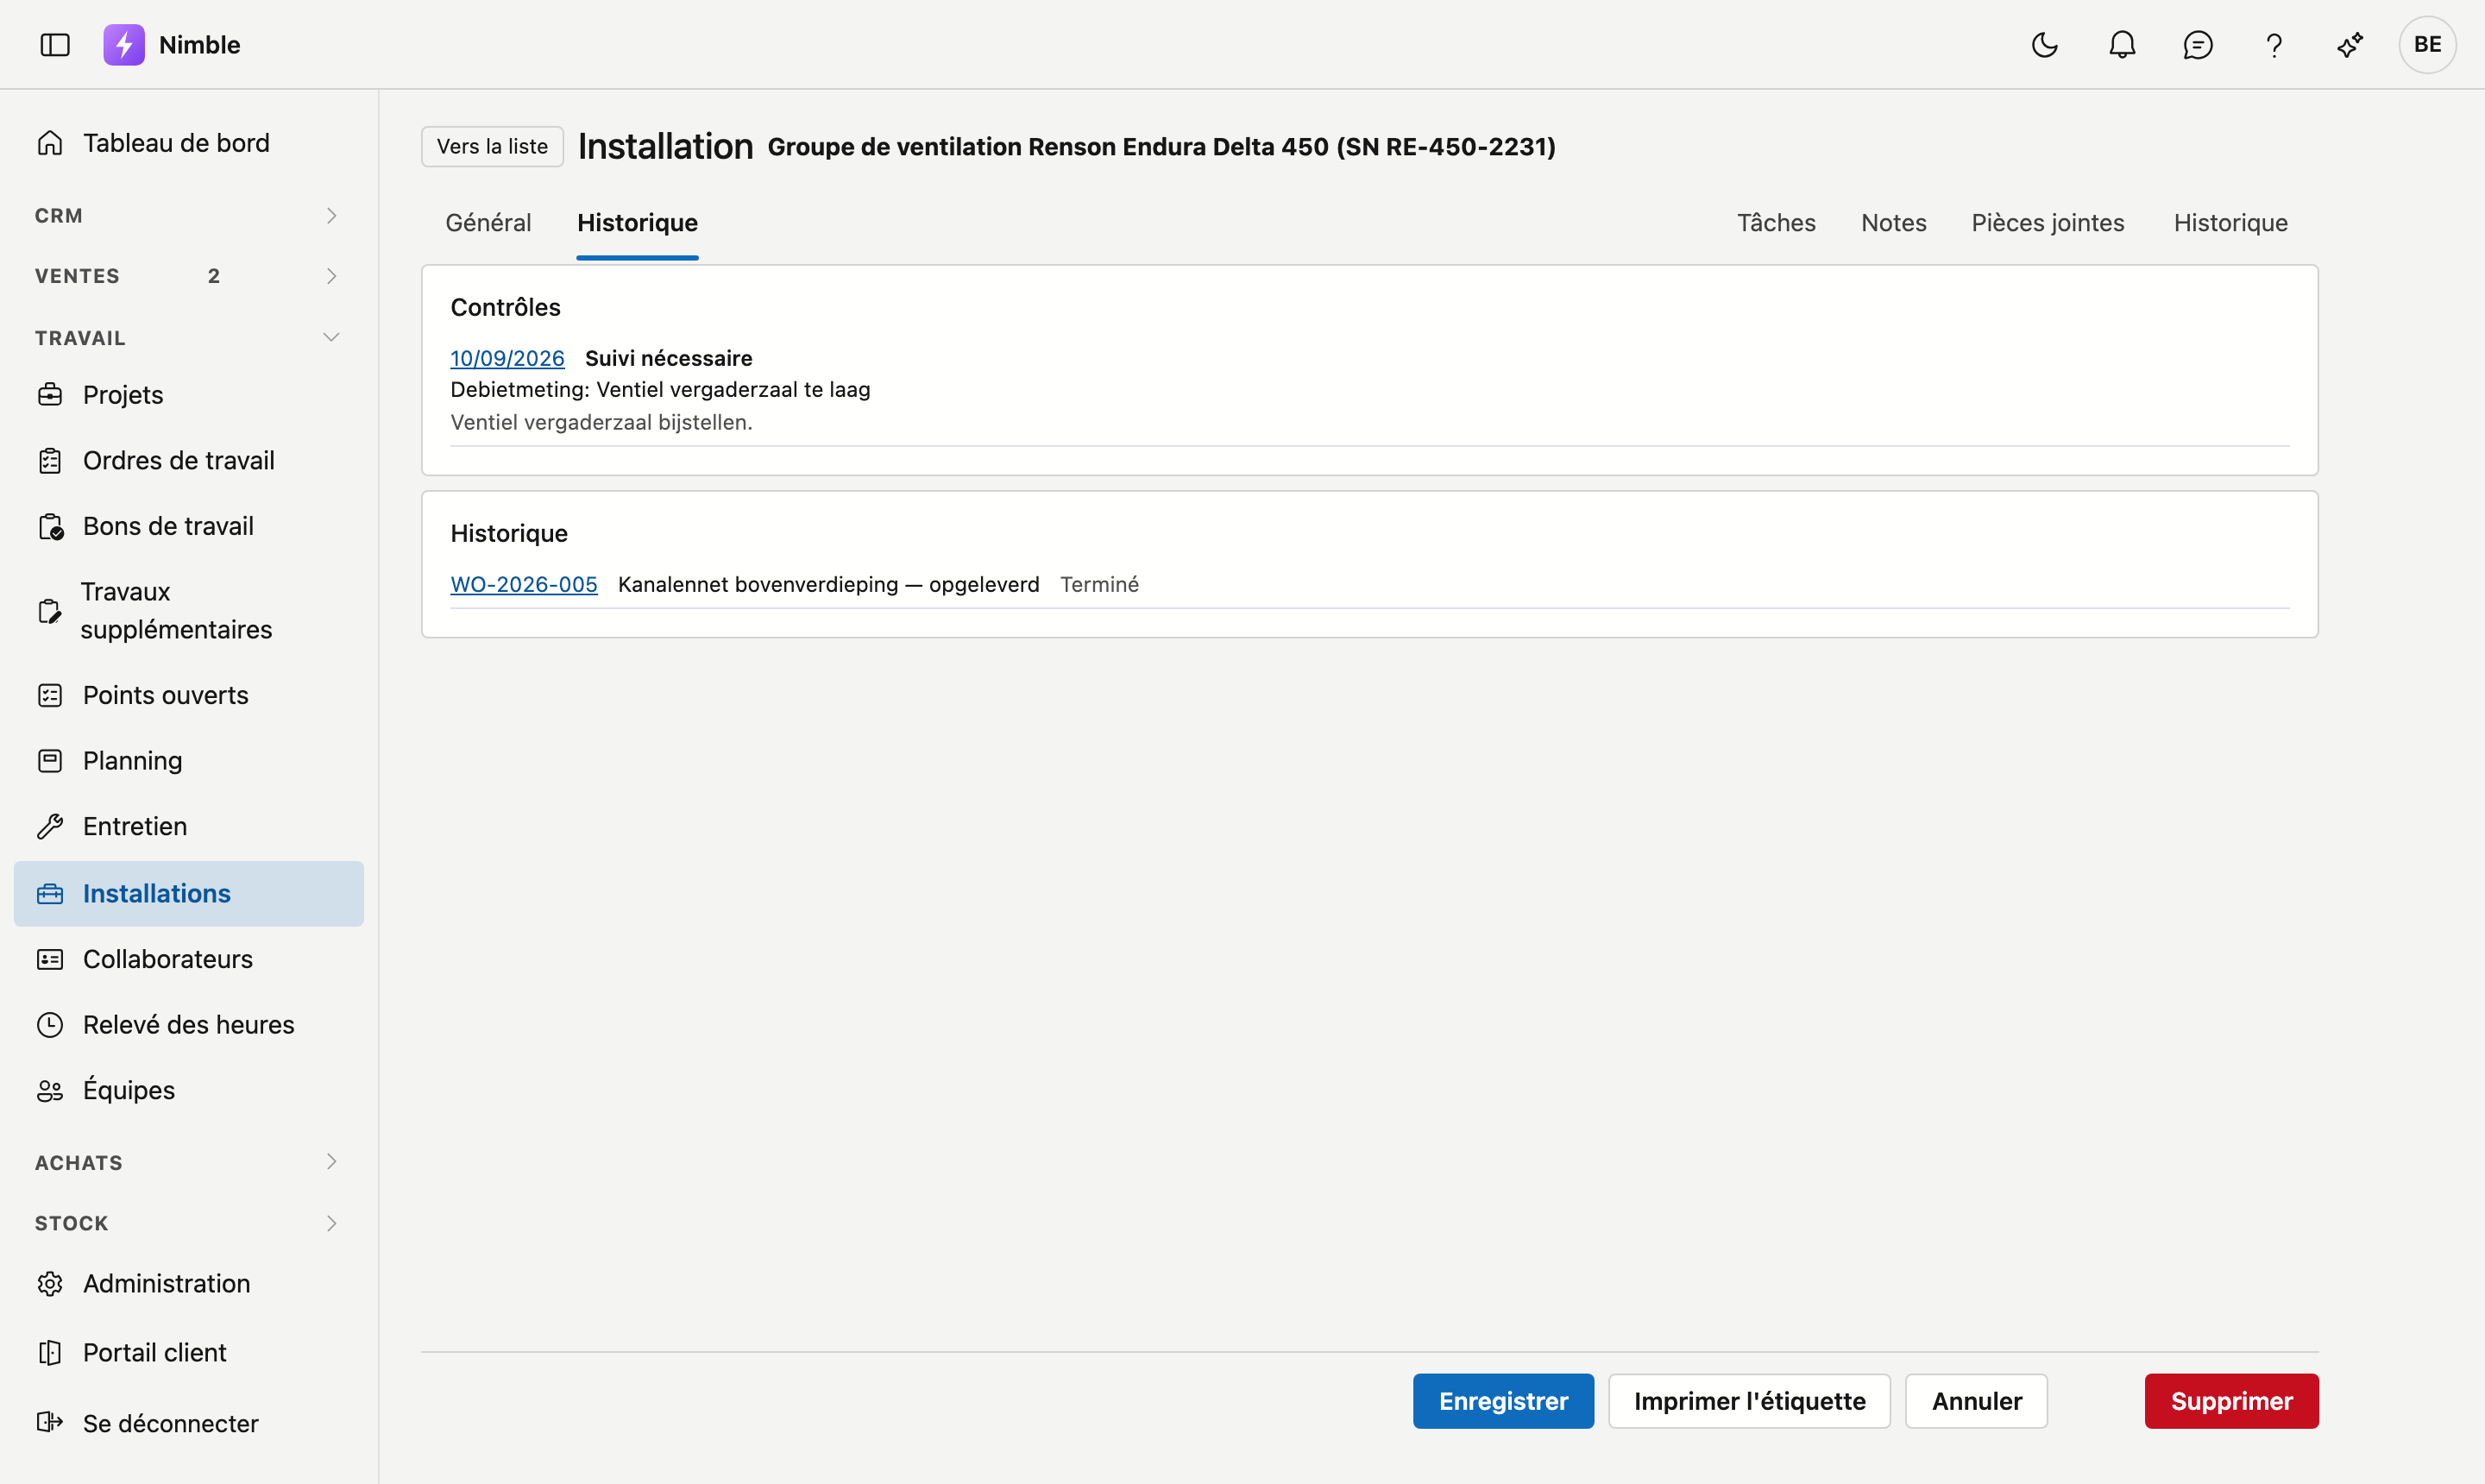 Nimble
BE
Tableau de bord
CRM
VENTES 2
TRAVAIL
Projets
Ordres de travail
Bons de travail
Travaux
supplémentaires
Points ouverts
Planning
Entretien
Installations
Collaborateurs
Relevé des heures
Équipes
ACHATS
STOCK
Administration
Portail client
Se déconnecter
Vers la liste Installation Groupe de ventilation Renson Endura Delta 450 (SN RE-450-2231)
Général Historique Tâches Notes Pièces jointes Historique
Contrôles
10/09/2026 Suivi nécessaire
Debietmeting: Ventiel vergaderzaal te laag
Ventiel vergaderzaal bijstellen.
Historique
WO-2026-005 Kanalennet bovenverdieping — opgeleverd Terminé
Enregistrer Imprimer l'étiquette Annuler Supprimer